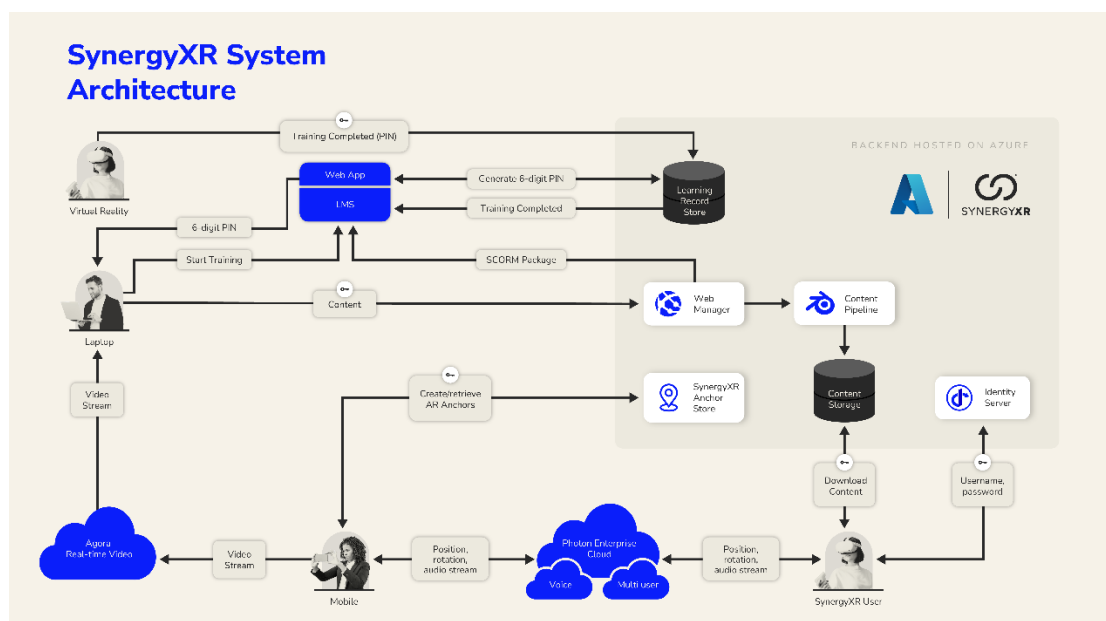 SynergyXR System
Architecture
Training Completed (PIN)
BACKEND HOSTED ON AZURE
Virtual Reality
Web App
LMS
Generate 6-digit PIN
Training Completed
Learning
Record
Store
SYNERGYXR
6-digit PIN
Start Training
SCORM Package
Content
Web
Manager
Content
Pipeline
Laptop
Video
Stream
Create/retrieve
AR Anchors
SynergyXR
Anchor
Store
Content
Storage
Identity
Server
Download
Content
Username,
password
Agora
Real-time Video
Video
Stream
Mobile
Position,
rotation,
audio stream
Photon Enterprise
Cloud
Voice
Multi user
Position,
rotation,
audio stream
SynergyXR User